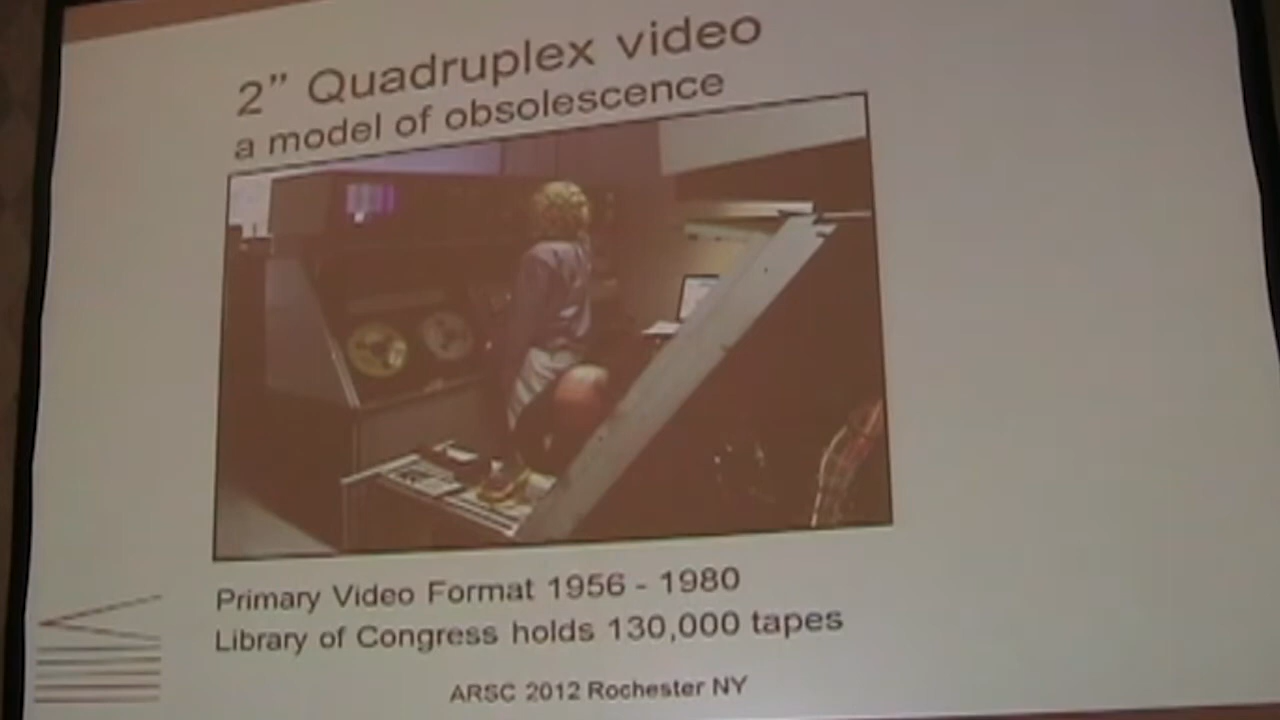 2” Quadruplex video
a model of obsolescence
Primary Video Format 1956 - 1980
Library of Congress holds 130,000 tapes
ARSC 2012 Rochester NY